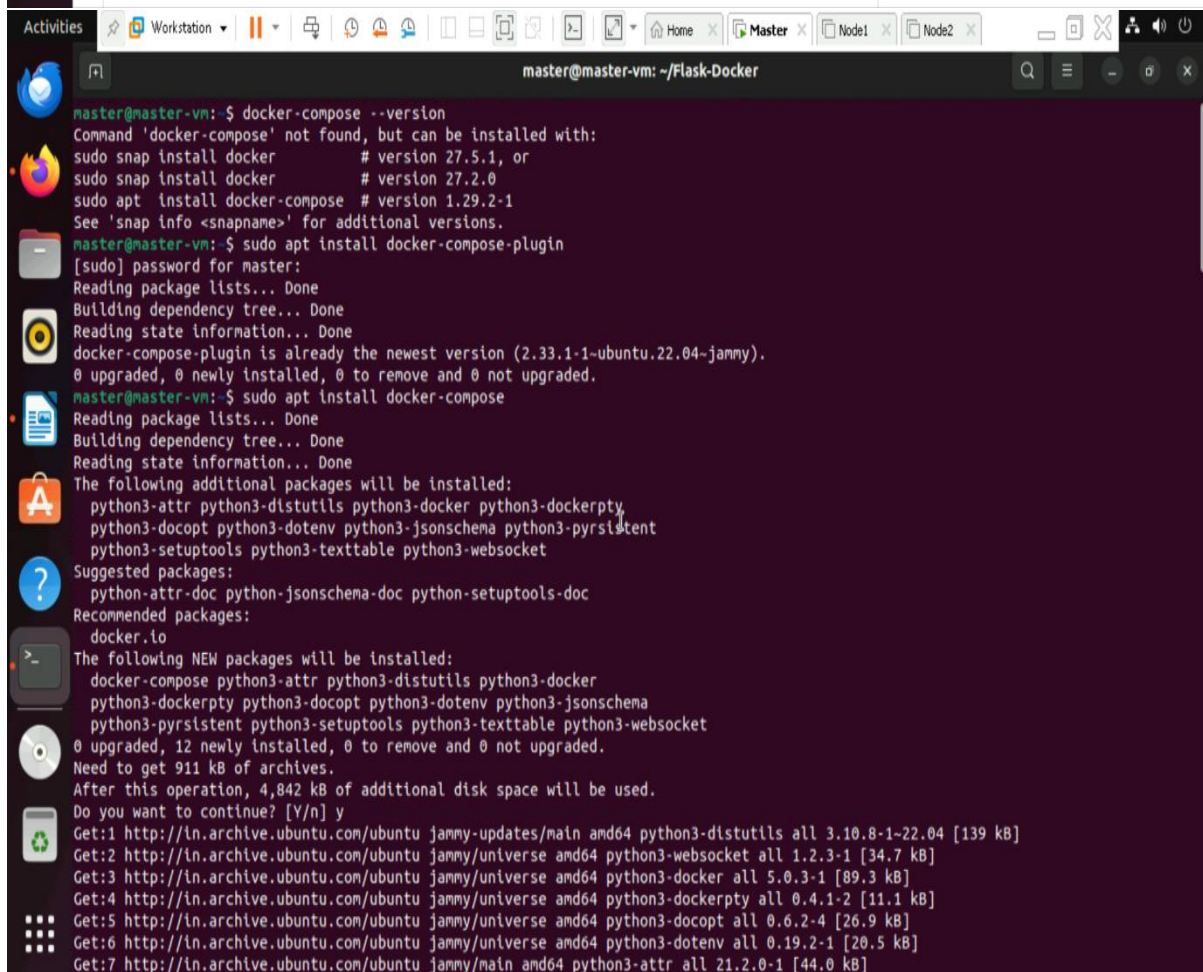 Activities
Workstation
Home
Master
Node1
Node2
master@master-vm: ~/Flask-Docker
master@master-vm:~$ docker-compose --version
Command 'docker-compose' not found, but can be installed with:
sudo snap install docker          # version 27.5.1, or
sudo snap install docker          # version 27.2.0
sudo apt  install docker-compose  # version 1.29.2-1
See 'snap info <snapname>' for additional versions.
master@master-vm:~$ sudo apt install docker-compose-plugin
[sudo] password for master:
Reading package lists... Done
Building dependency tree... Done
Reading state information... Done
docker-compose-plugin is already the newest version (2.33.1-1~ubuntu.22.04~jammy).
0 upgraded, 0 newly installed, 0 to remove and 0 not upgraded.
master@master-vm:~$ sudo apt install docker-compose
Reading package lists... Done
Building dependency tree... Done
Reading state information... Done
The following additional packages will be installed:
  python3-attr python3-distutils python3-docker python3-dockerpty
  python3-docopt python3-dotenv python3-jsonschema python3-pyrsistent
  python3-setuptools python3-texttable python3-websocket
Suggested packages:
  python-attr-doc python-jsonschema-doc python-setuptools-doc
Recommended packages:
  docker.io
The following NEW packages will be installed:
  docker-compose python3-attr python3-distutils python3-docker
  python3-dockerpty python3-docopt python3-dotenv python3-jsonschema
  python3-pyrsistent python3-setuptools python3-texttable python3-websocket
0 upgraded, 12 newly installed, 0 to remove and 0 not upgraded.
Need to get 911 kB of archives.
After this operation, 4,842 kB of additional disk space will be used.
Do you want to continue? [Y/n] y
Get:1 http://in.archive.ubuntu.com/ubuntu jammy-updates/main amd64 python3-distutils all 3.10.8-1~22.04 [139 kB]
Get:2 http://in.archive.ubuntu.com/ubuntu jammy/universe amd64 python3-websocket all 1.2.3-1 [34.7 kB]
Get:3 http://in.archive.ubuntu.com/ubuntu jammy/universe amd64 python3-docker all 5.0.3-1 [89.3 kB]
Get:4 http://in.archive.ubuntu.com/ubuntu jammy/universe amd64 python3-dockerpty all 0.4.1-2 [11.1 kB]
Get:5 http://in.archive.ubuntu.com/ubuntu jammy/universe amd64 python3-docopt all 0.6.2-4 [26.9 kB]
Get:6 http://in.archive.ubuntu.com/ubuntu jammy/universe amd64 python3-dotenv all 0.19.2-1 [20.5 kB]
Get:7 http://in.archive.ubuntu.com/ubuntu jammy/main amd64 python3-attr all 21.2.0-1 [44.0 kB]